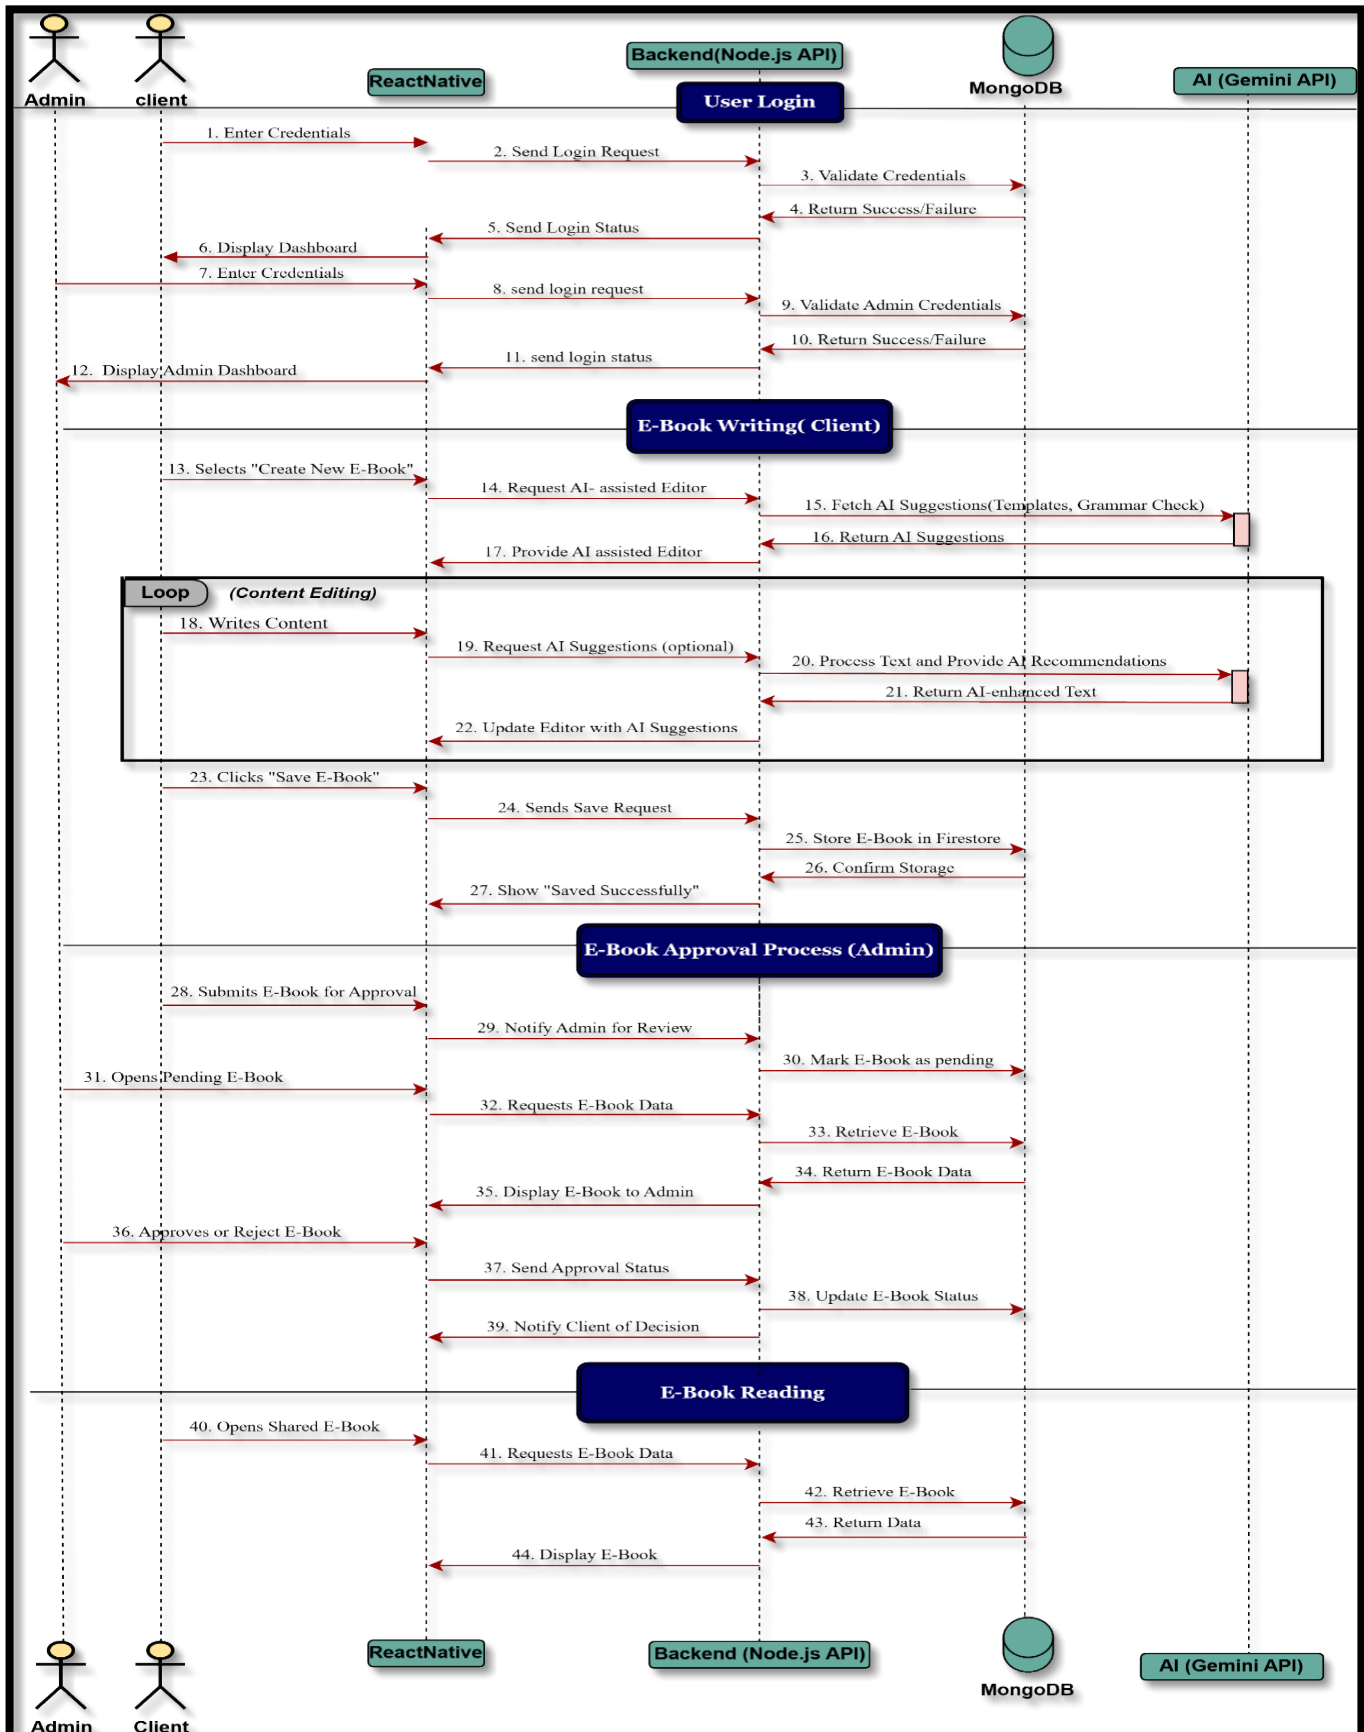 Admin
client
ReactNative
Backend(Node.js API)
MongoDB
AI (Gemini API)
User Login
1. Enter Credentials
2. Send Login Request
3. Validate Credentials
4. Return Success/Failure
5. Send Login Status
6. Display Dashboard
7. Enter Credentials
8. send login request
9. Validate Admin Credentials
10. Return Success/Failure
11. send login status
12. Display Admin Dashboard
E-Book Writing( Client)
13. Selects "Create New E-Book"
14. Request AI- assisted Editor
15. Fetch AI Suggestions(Templates, Grammar Check)
16. Return AI Suggestions
17. Provide AI assisted Editor
Loop (Content Editing)
18. Writes Content
19. Request AI Suggestions (optional)
20. Process Text and Provide AI Recommendations
21. Return AI-enhanced Text
22. Update Editor with AI Suggestions
23. Clicks "Save E-Book"
24. Sends Save Request
25. Store E-Book in Firestore
26. Confirm Storage
27. Show "Saved Successfully"
E-Book Approval Process (Admin)
28. Submits E-Book for Approval
29. Notify Admin for Review
30. Mark E-Book as pending
31. Opens Pending E-Book
32. Requests E-Book Data
33. Retrieve E-Book
34. Return E-Book Data
35. Display E-Book to Admin
36. Approves or Reject E-Book
37. Send Approval Status
38. Update E-Book Status
39. Notify Client of Decision
E-Book Reading
40. Opens Shared E-Book
41. Requests E-Book Data
42. Retrieve E-Book
43. Return Data
44. Display E-Book
ReactNative
Backend (Node.js API)
MongoDB
AI (Gemini API)
Admin
Client